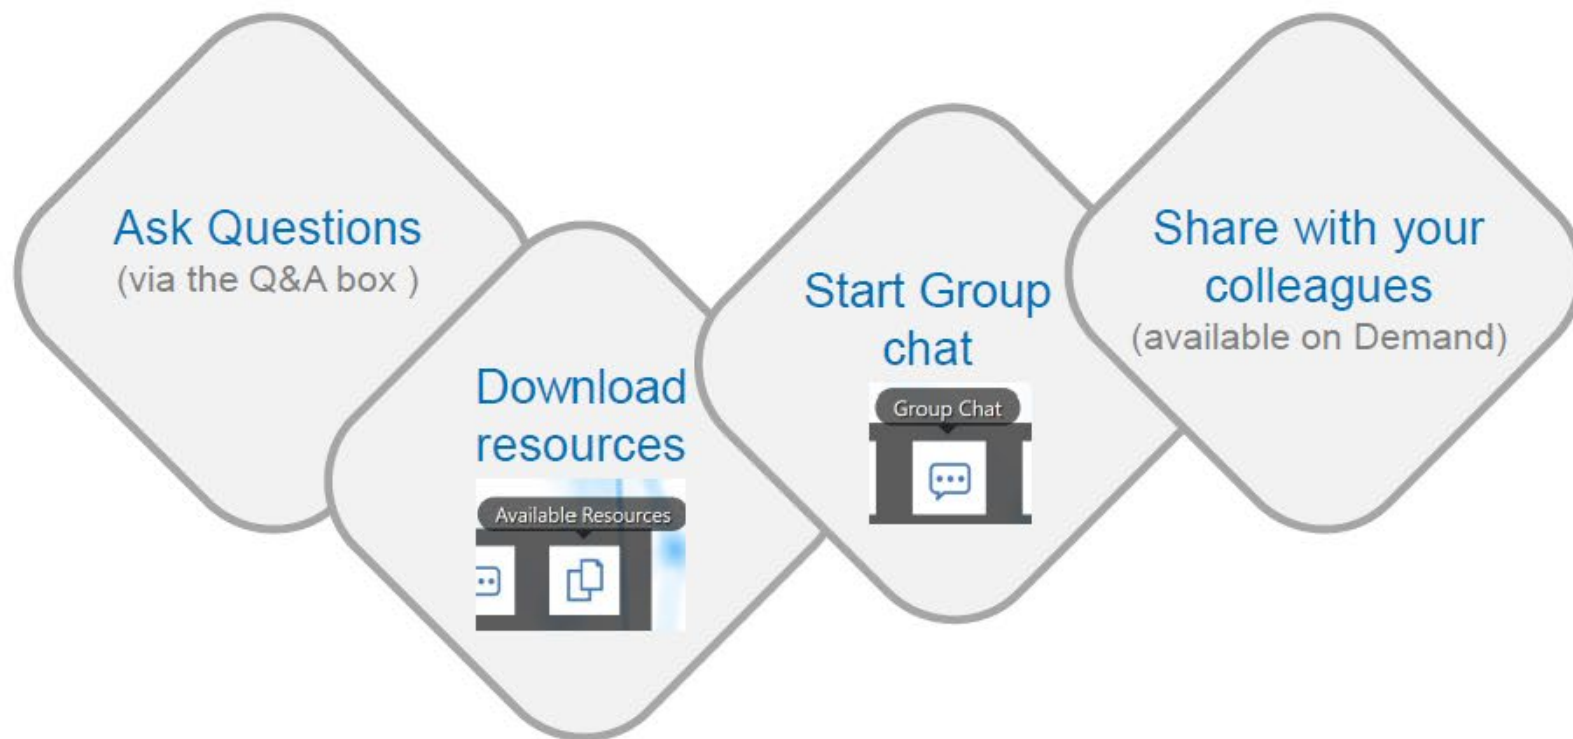 Ask Questions
(via the Q&A box )
Download
resources
Available Resources
Start Group
chat
Group Chat
Share with your
colleagues
(available on Demand)